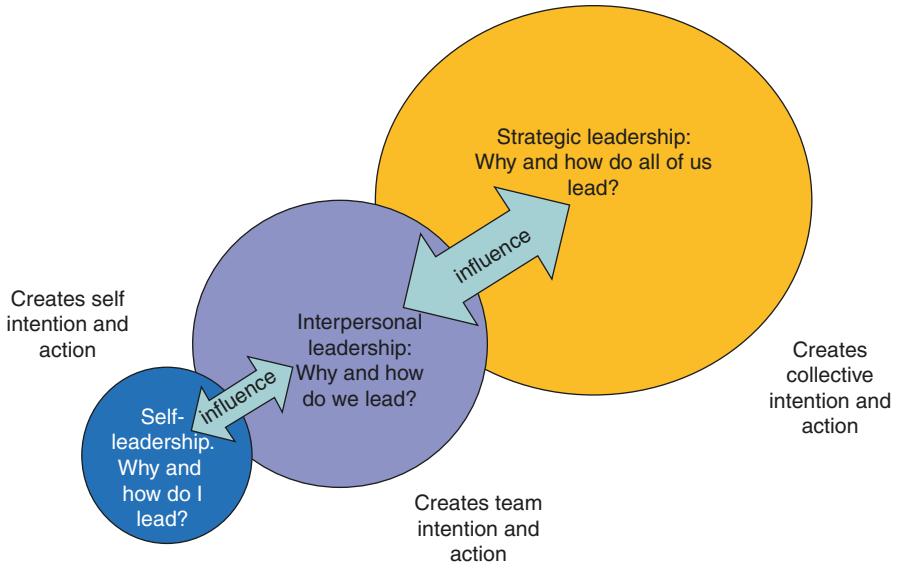 Strategic leadership:
Why and how do all of us
lead?
influence
Creates self
intention and
action
Interpersonal
leadership:
Why and how
do we lead?
influence
Creates
collective
intention and
action
Self-
leadership.
Why and
how do I
lead?
Creates team
intention and
action